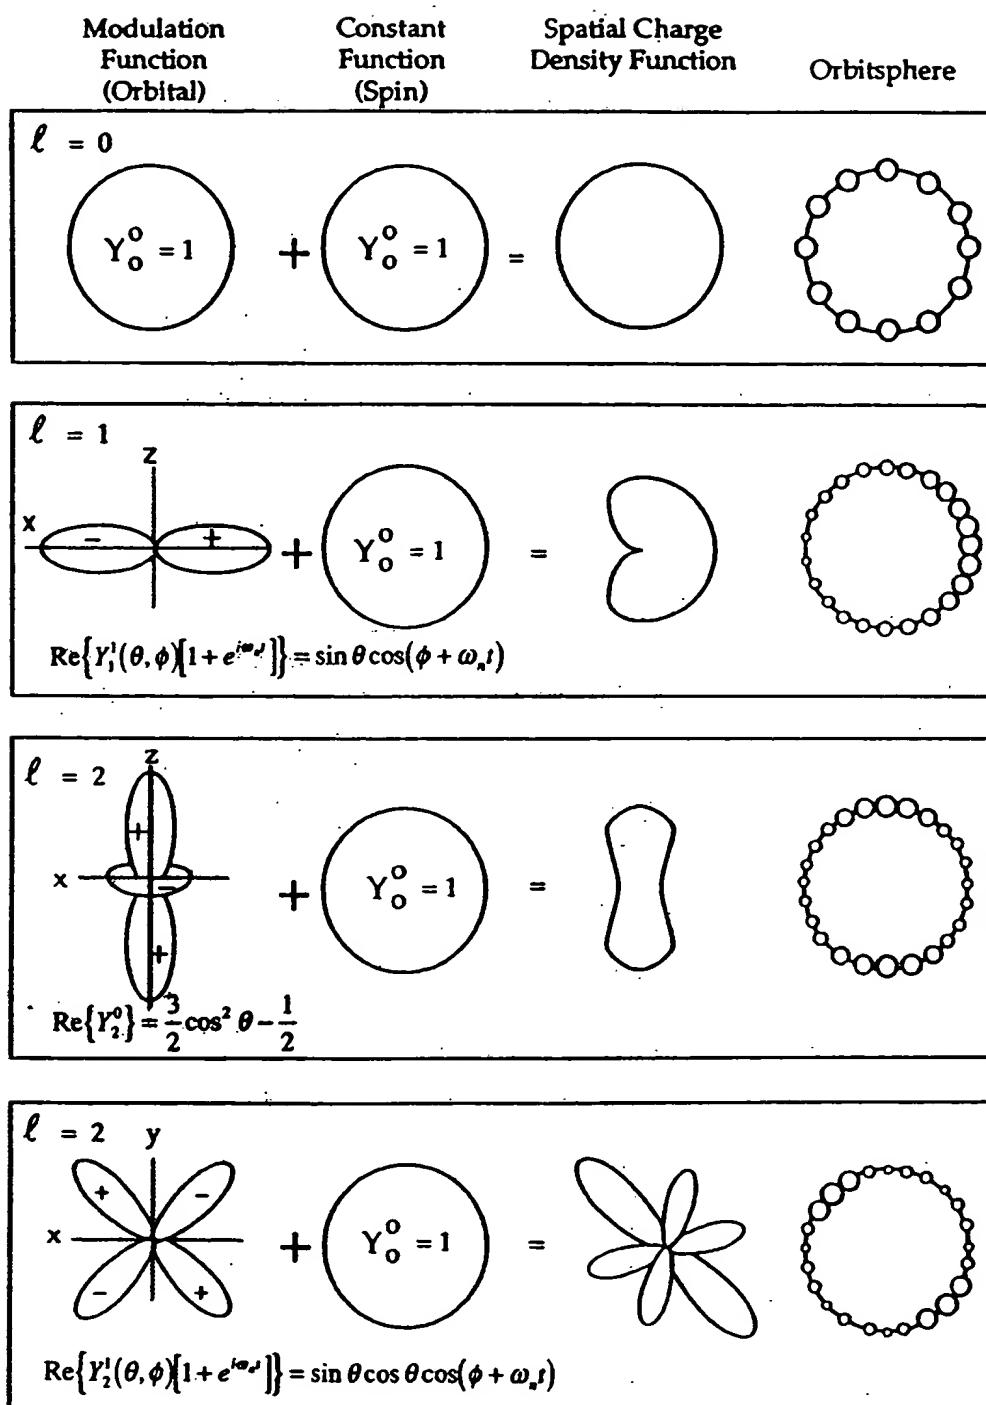 Modulation Function (Orbital)
Constant Function (Spin)
Spatial Charge Density Function
Orbitsphere
ℓ = 0
Y₀⁰ = 1
+
Y₀⁰ = 1
=
ℓ = 1
z
x
-
+
+
Y₀⁰ = 1
=
Re{Y₁¹(θ,ϕ)[1+e^{iωₙt}]} = sin θ cos(ϕ + ωₙt)
ℓ = 2
z
+
x
-
+
+
Y₀⁰ = 1
=
Re{Y₂⁰} = 3/2 cos² θ - 1/2
ℓ = 2
y
+
-
x
-
+
+
Y₀⁰ = 1
=
Re{Y₂¹(θ,ϕ)[1+e^{iωₙt}]} = sin θ cos θ cos(ϕ + ωₙt)